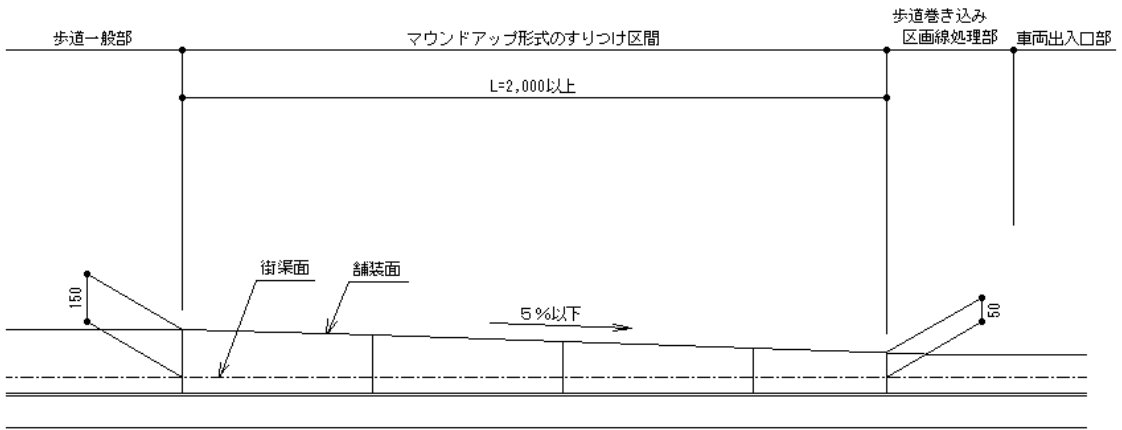 歩道一般部
マウンドアップ形式のすりつけ区間
歩道巻き込み
区画線処理部
車両出入口部
L=2,000以上
街渠面
舗装面
150
5%以下
50